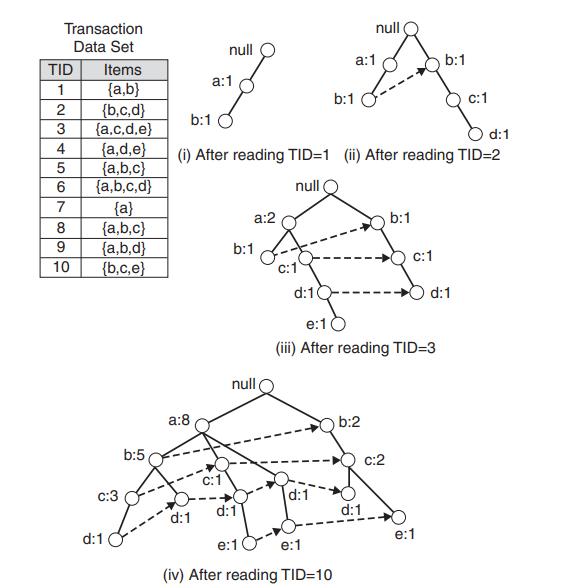 Transaction
Data Set
TID Items
1 {a,b}
2 {b,c,d}
3 {a,c,d,e}
4 {a,d,e}
5 {a,b,c}
6 {a,b,c,d}
7 {a}
8 {a,b,c}
9 {a,b,d}
10 {b,c,e}
null
a:1
b:1
(i) After reading TID=1
null
a:1
b:1
b:1
c:1
d:1
(ii) After reading TID=2
null
a:2
b:1
b:1
c:1
c:1
d:1
d:1
e:1
(iii) After reading TID=3
null
a:8
b:2
b:5
c:2
c:1
c:3
d:1
d:1
d:1
d:1
d:1
e:1
e:1
e:1
(iv) After reading TID=10